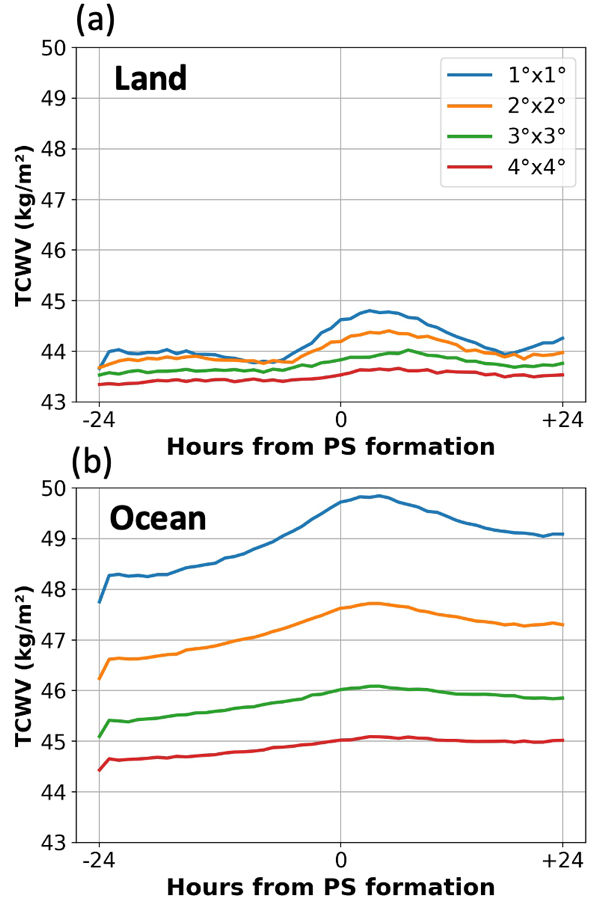 (a)
Land
1°x1°
2°x2°
3°x3°
4°x4°
TCWV (kg/m²)
50
49
48
47
46
45
44
43
-24
0
+24
Hours from PS formation
(b)
Ocean
TCWV (kg/m²)
50
49
48
47
46
45
44
43
-24
0
+24
Hours from PS formation